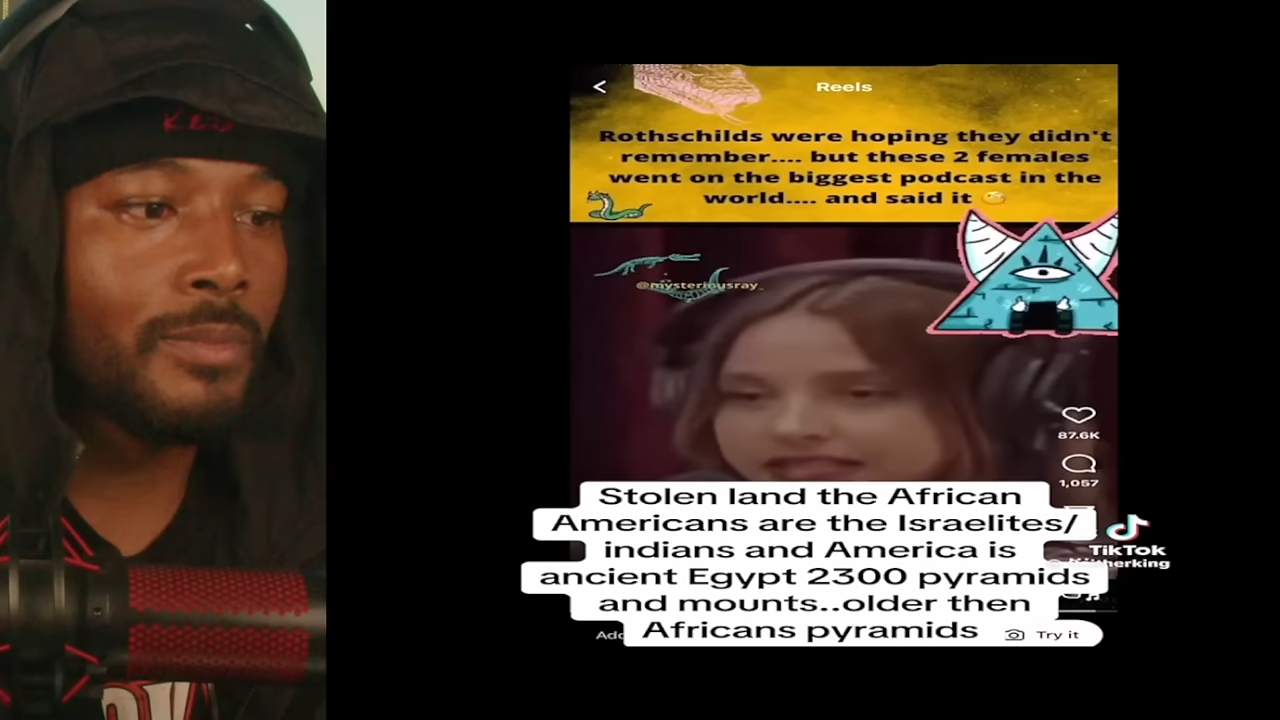 KAD
Reels
Rothschilds were hoping they didn't
remember.... but these 2 females
went on the biggest podcast in the
world.... and said it
@mysteriousray_
87.6K
1,057
Stolen land the African
Americans are the Israelites/
indians and America is
ancient Egypt 2300 pyramids
and mounts..older then
Africans pyramids
TikTok
Try it